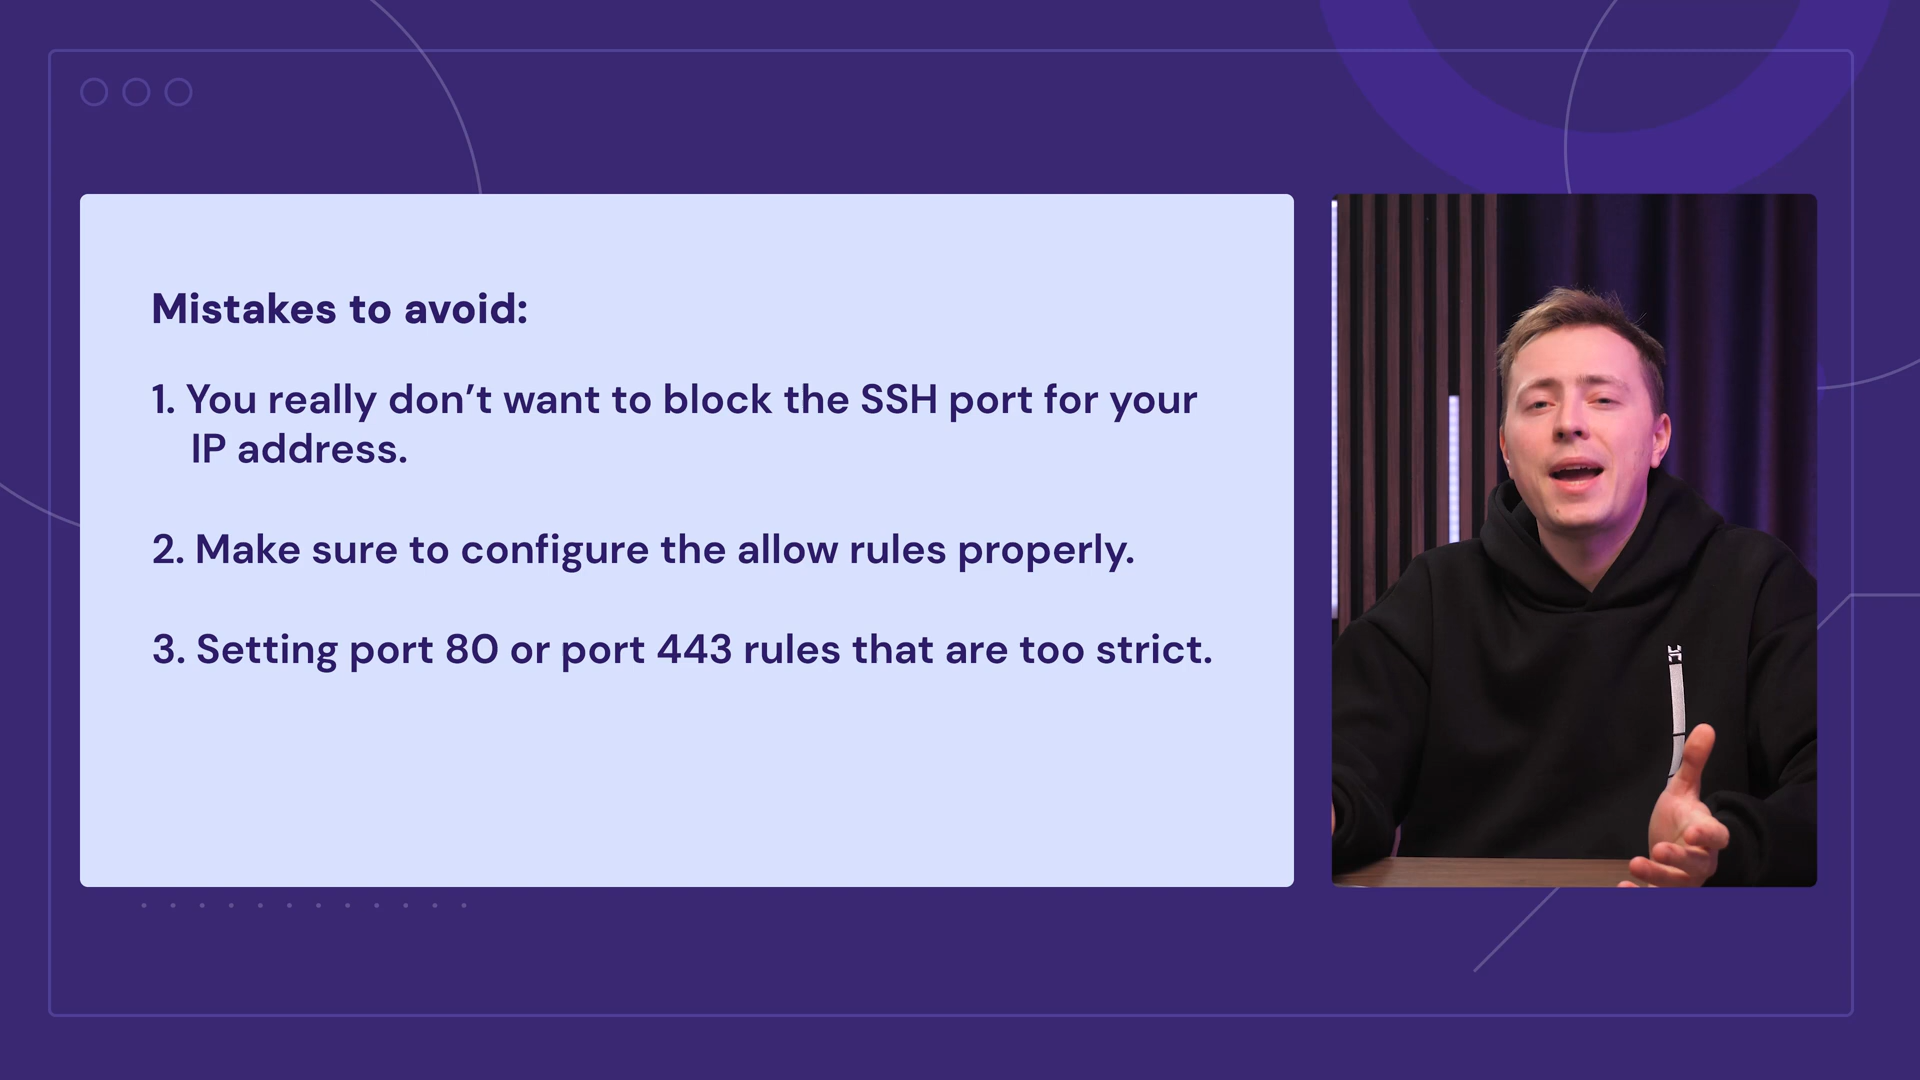 Mistakes to avoid:
1. You really don’t want to block the SSH port for your
IP address.
2. Make sure to configure the allow rules properly.
3. Setting port 80 or port 443 rules that are too strict.